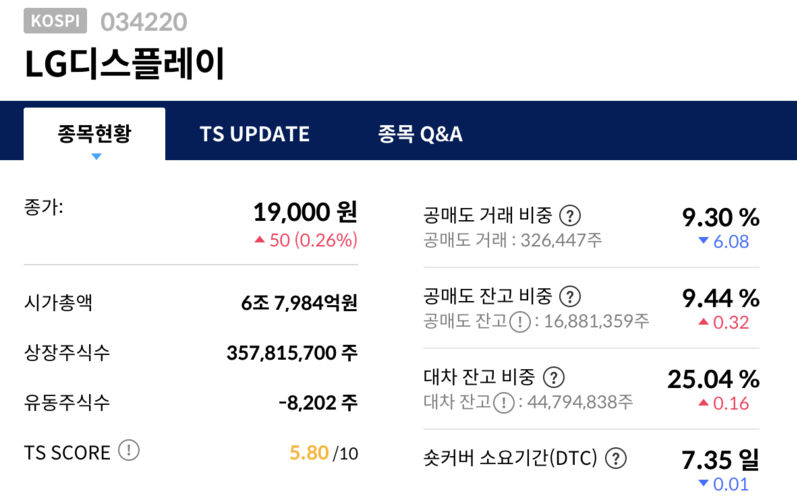 KOSPI 034220
LG디스플레이
종목현황 TS UPDATE 종목 Q&A
종가: 19,000 원
▲ 50 (0.26%)
시가총액 6조 7,984억원
상장주식수 357,815,700 주
유동주식수 -8,202 주
TS SCORE ! 5.80 /10
공매도 거래 비중 ? 9.30 %
공매도 거래 : 326,447주 ▼ 6.08
공매도 잔고 비중 ? 9.44 %
공매도 잔고 ! : 16,881,359주 ▲ 0.32
대차 잔고 비중 ? 25.04 %
대차 잔고 ! : 44,794,838주 ▲ 0.16
숏커버 소요기간(DTC) ? 7.35 일
▼ 0.01